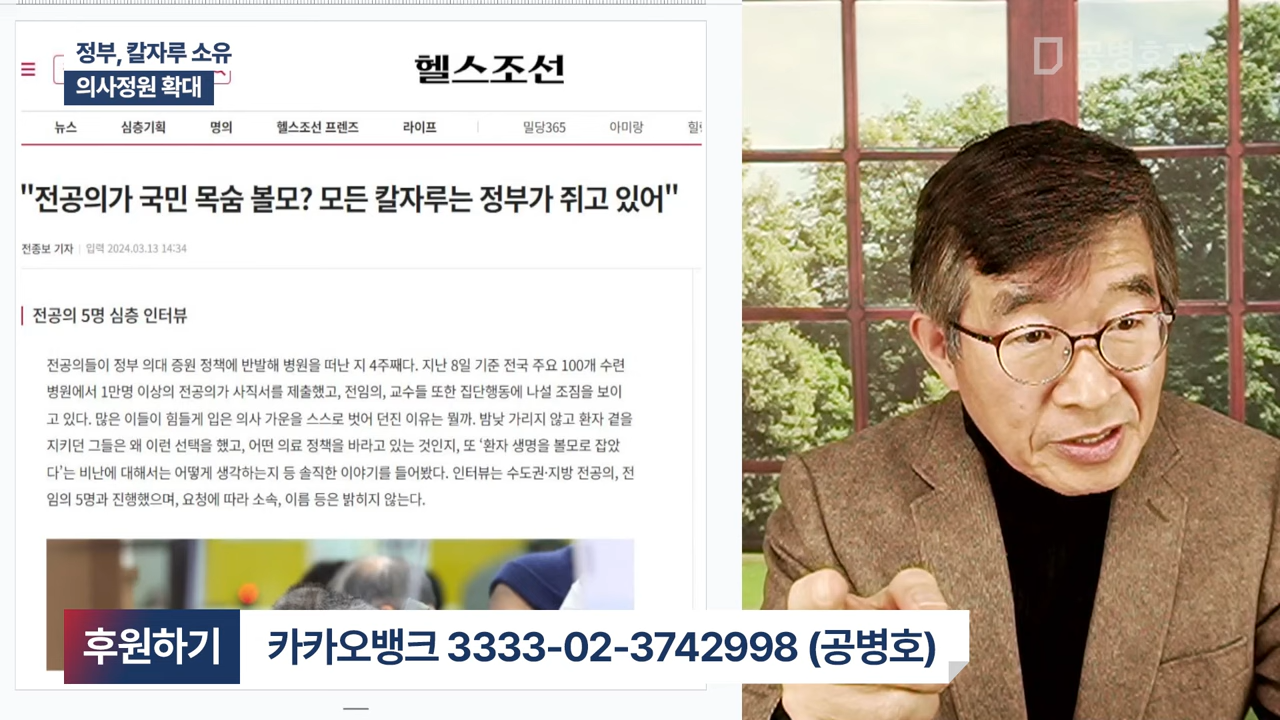 정부, 칼자루 소유
의사정원 확대
헬스조선
뉴스 심층기획 명의 헬스조선 프렌즈 라이프 밀당365 아미랑
"전공의가 국민 목숨 볼모? 모든 칼자루는 정부가 쥐고 있어"
전종보 기자 입력 2024.03.13 14:34
전공의 5명 심층 인터뷰
전공의들이 정부 의대 증원 정책에 반발해 병원을 떠난 지 4주째다. 지난 8일 기준 전국 주요 100개 수련
병원에서 1만명 이상의 전공의가 사직서를 제출했고, 전임의, 교수들 또한 집단행동에 나설 조짐을 보이
고 있다. 많은 이들이 힘들게 입은 의사 가운을 스스로 벗어 던진 이유는 뭘까. 밤낮 가리지 않고 환자 곁을
지키던 그들은 왜 이런 선택을 했고, 어떤 의료 정책을 바라고 있는 것인지, 또 ‘환자 생명을 볼모로 잡았
다’는 비난에 대해서는 어떻게 생각하는지 등 솔직한 이야기를 들어봤다. 인터뷰는 수도권·지방 전공의, 전
임의 5명과 진행했으며, 요청에 따라 소속, 이름 등은 밝히지 않는다.
공병호TV
후원하기
카카오뱅크 3333-02-3742998 (공병호)